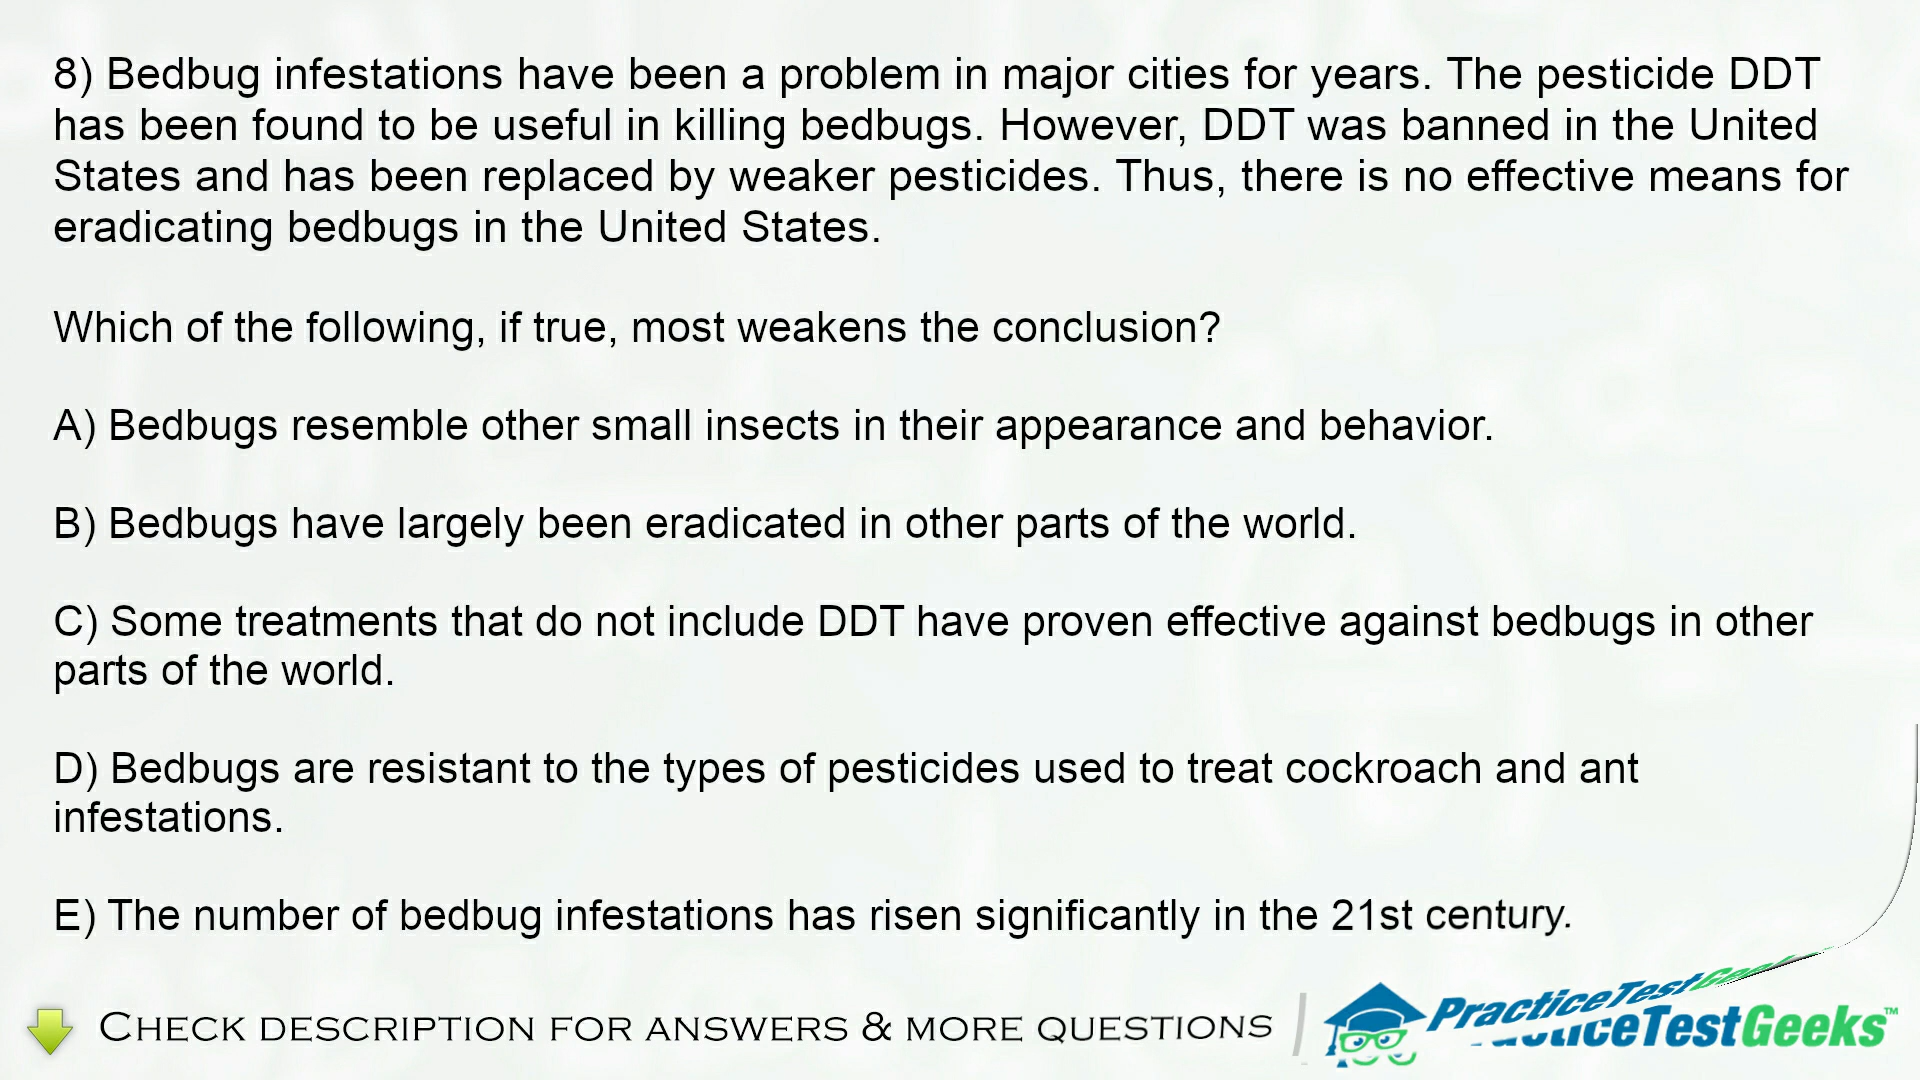 8) Bedbug infestations have been a problem in major cities for years. The pesticide DDT
has been found to be useful in killing bedbugs. However, DDT was banned in the United
States and has been replaced by weaker pesticides. Thus, there is no effective means for
eradicating bedbugs in the United States.
Which of the following, if true, most weakens the conclusion?
A) Bedbugs resemble other small insects in their appearance and behavior.
B) Bedbugs have largely been eradicated in other parts of the world.
C) Some treatments that do not include DDT have proven effective against bedbugs in other
parts of the world.
D) Bedbugs are resistant to the types of pesticides used to treat cockroach and ant
infestations.
E) The number of bedbug infestations has risen significantly in the 21st century.
Check description for answers & more questions
PracticeTestGeeks
PracticeTestGeeks™